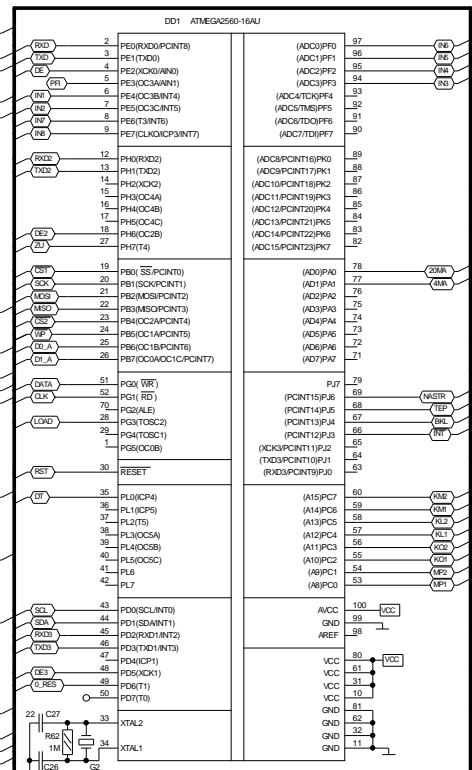 DD1 ATMEGA2560-16AU
RXD 2 PE0(RXD0/PCINT8) (ADC0)PF0 97 IN6
TXD 3 PE1(TXD0) (ADC1)PF1 96 IN5
DE 4 PE2(XCK0/AIN0) (ADC2)PF2 95 IN4
PFI 5 PE3(OC3A/AIN1) (ADC3)PF3 94 IN3
IN1 6 PE4(OC3B/INT4) (ADC4/TCK)PF4 93
IN2 7 PE5(OC3C/INT5) (ADC5/TMS)PF5 92
IN7 8 PE6(T3/INT6) (ADC6/TDO)PF6 91
IN8 9 PE7(CLKO/ICP3/INT7) (ADC7/TDI)PF7 90
RXD2 12 PH0(RXD2) (ADC8/PCINT16)PK0 89
TXD2 13 PH1(TXD2) (ADC9/PCINT17)PK1 88
14 PH2(XCK2) (ADC10/PCINT18)PK2 87
15 PH3(OC4A) (ADC11/PCINT19)PK3 86
16 PH4(OC4B) (ADC12/PCINT20)PK4 85
17 PH5(OC4C) (ADC13/PCINT21)PK5 84
DE2 18 PH6(OC2B) (ADC14/PCINT22)PK6 83
ZU 27 PH7(T4) (ADC15/PCINT23)PK7 82
CS1 19 PB0( SS/PCINT0) (AD0)PA0 78 20MA
SCK 20 PB1(SCK/PCINT1) (AD1)PA1 77 4MA
MOSI 21 PB2(MOSI/PCINT2) (AD2)PA2 76
MISO 22 PB3(MISO/PCINT3) (AD3)PA3 75
CS2 23 PB4(OC2A/PCINT4) (AD4)PA4 74
WP 24 PB5(OC1A/PCINT5) (AD5)PA5 73
D0_A 25 PB6(OC1B/PCINT6) (AD6)PA6 72
D1_A 26 PB7(OC0A/OC1C/PCINT7) (AD7)PA7 71
DATA 51 PG0( WR) PJ7 79
CLK 52 PG1( RD) (PCINT15)PJ6 69 NASTR
70 PG2(ALE) (PCINT14)PJ5 68 TEP
LOAD 28 PG3(TOSC2) (PCINT13)PJ4 67 BKL
29 PG4(TOSC1) (PCINT12)PJ3 66 INT
1 PG5(OC0B) (XCK3/PCINT11)PJ2 65
(TXD3/PCINT10)PJ1 64
RST 30 RESET (RXD3/PCINT9)PJ0 63
DT 35 PL0(ICP4) (A15)PC7 60 KM2
36 PL1(ICP5) (A14)PC6 59 KM1
37 PL2(T5) (A13)PC5 58 KL2
38 PL3(OC5A) (A12)PC4 57 KL1
39 PL4(OC5B) (A11)PC3 56 KO2
40 PL5(OC5C) (A10)PC2 55 KO1
41 PL6 (A9)PC1 54 MP2
42 PL7 (A8)PC0 53 MP1
SCL 43 PD0(SCL/INT0) AVCC 100 VCC
SDA 44 PD1(SDA/INT1) GND 99
RXD3 45 PD2(RXD1/INT2) AREF 98
TXD3 46 PD3(TXD1/INT3)
47 PD4(ICP1) VCC 80 VCC
DE3 48 PD5(XCK1) VCC 61
0_RES 49 PD6(T1) VCC 31
50 PD7(T0) VCC 10
GND 81
22 C27 33 XTAL2 GND 62
R62 GND 32
1M 34 XTAL1 GND 11
C26 G2